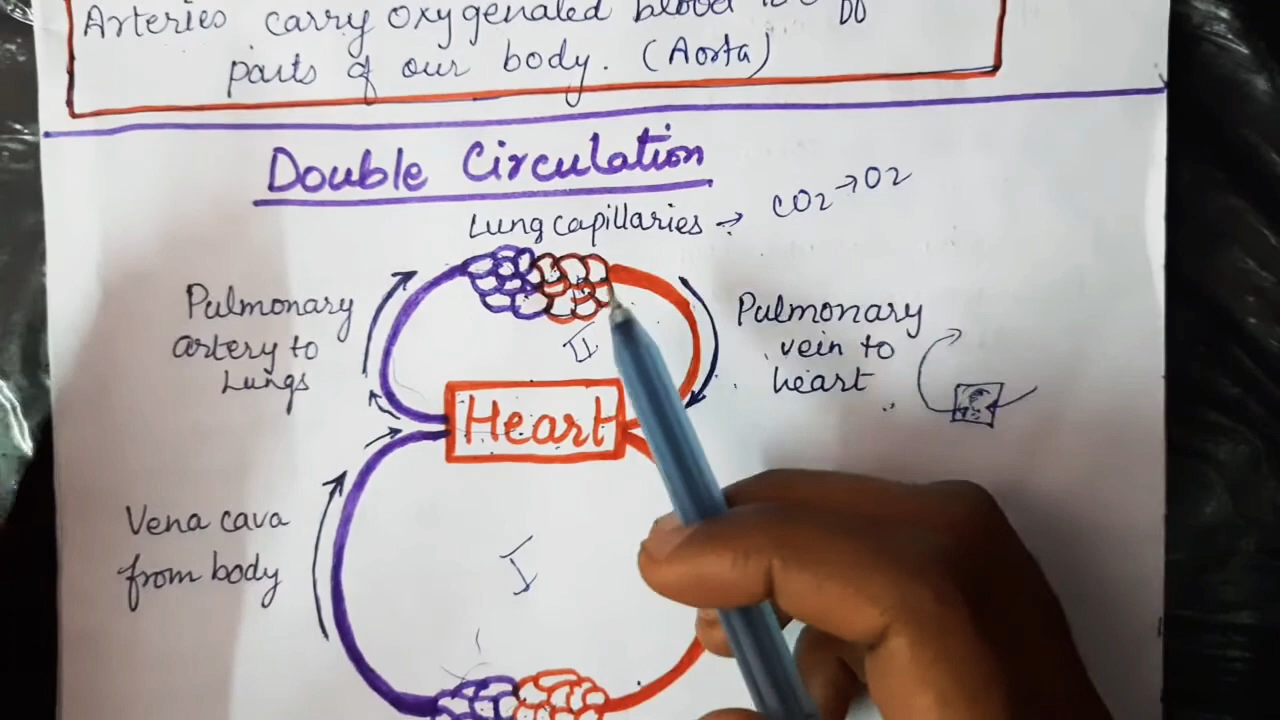 Arteries carry oxygenated blood
parts of our body. (Aorta)
Double Circulation
Lung capillaries → CO2 → O2
Pulmonary
artery to
Lungs
Pulmonary
vein to
heart
Heart
Vena cava
from body
II
I